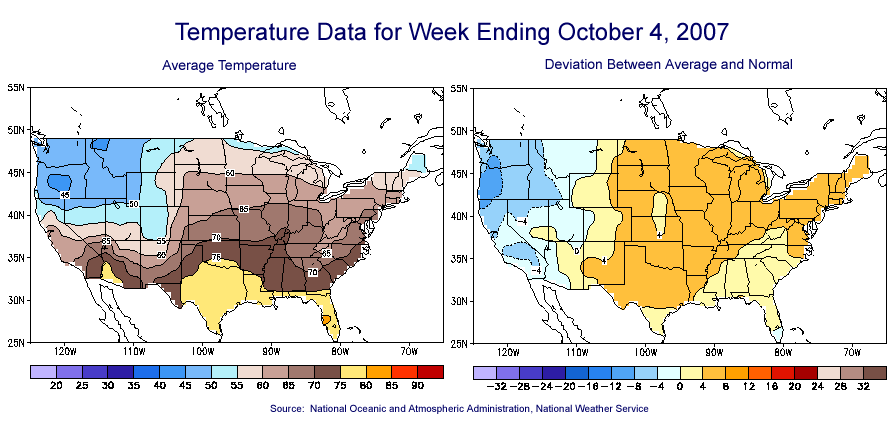 Temperature Data for Week Ending October 4, 2007
Average Temperature
Deviation Between Average and Normal
55N
50N
45N
40N
35N
30N
25N
120W 110W 100W 90W 80W 70W
45
50
60
65
55
65
70
60
75
65
70
20 25 30 35 40 45 50 55 60 65 70 75 80 85 90
55N
50N
45N
40N
35N
30N
25N
120W 110W 100W 90W 80W 70W
-4
4
0
4
-4
-32 -28 -24 -20 -16 -12 -8 -4 0 4 8 12 16 20 24 28 32
Source: National Oceanic and Atmospheric Administration, National Weather Service